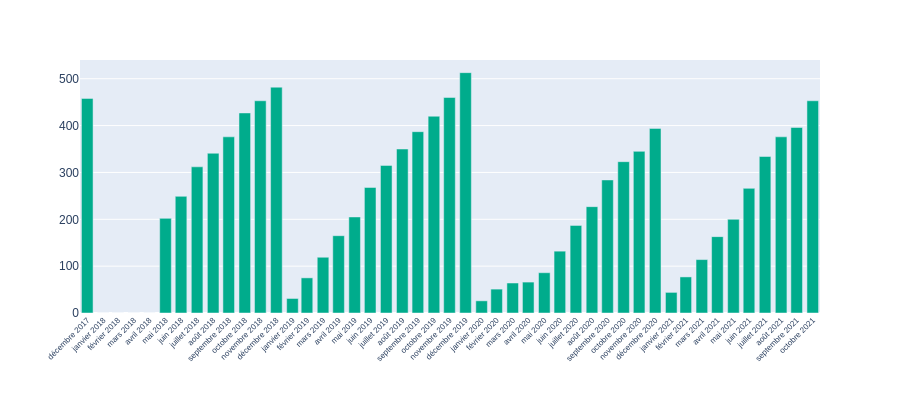 500
400
300
200
100
0
décembre 2017
janvier 2018
février 2018
mars 2018
avril 2018
mai 2018
juin 2018
juillet 2018
août 2018
septembre 2018
octobre 2018
novembre 2018
décembre 2018
janvier 2019
février 2019
mars 2019
avril 2019
mai 2019
juin 2019
juillet 2019
août 2019
septembre 2019
octobre 2019
novembre 2019
décembre 2019
janvier 2020
février 2020
mars 2020
avril 2020
mai 2020
juin 2020
juillet 2020
août 2020
septembre 2020
octobre 2020
novembre 2020
décembre 2020
janvier 2021
février 2021
mars 2021
avril 2021
mai 2021
juin 2021
juillet 2021
août 2021
septembre 2021
octobre 2021